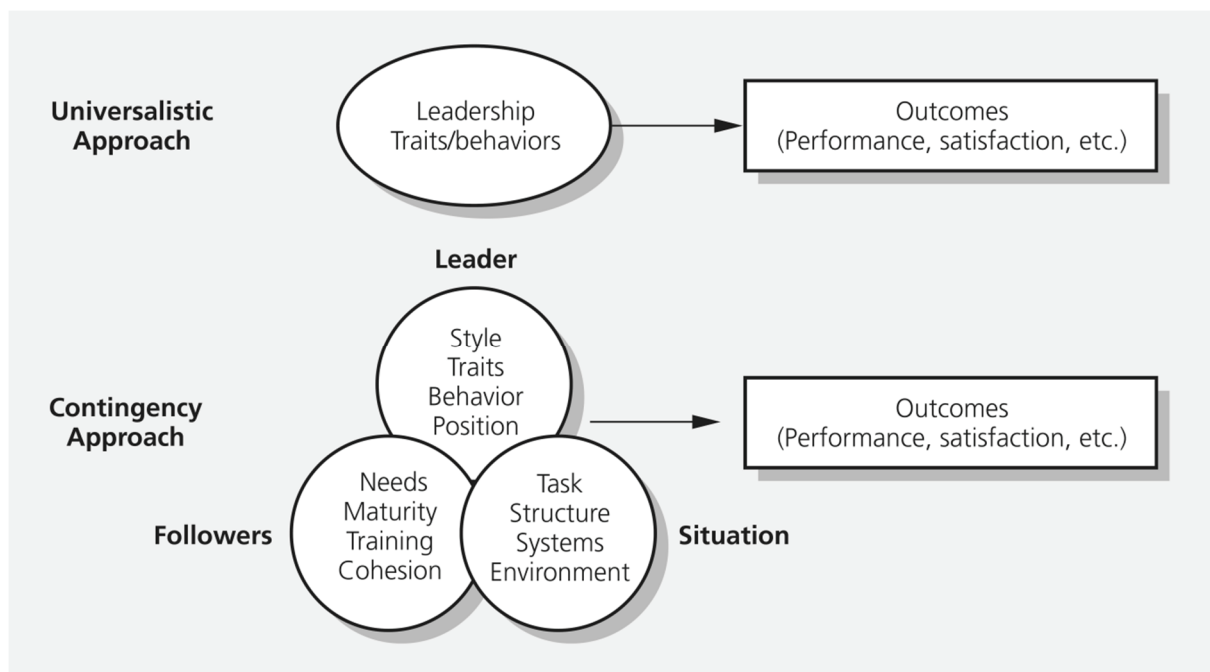 Universalistic
Approach
Leadership
Traits/behaviors
Outcomes
(Performance, satisfaction, etc.)
Leader
Style
Traits
Behavior
Position
Contingency
Approach
Outcomes
(Performance, satisfaction, etc.)
Followers
Needs
Maturity
Training
Cohesion
Task
Structure
Systems
Environment
Situation